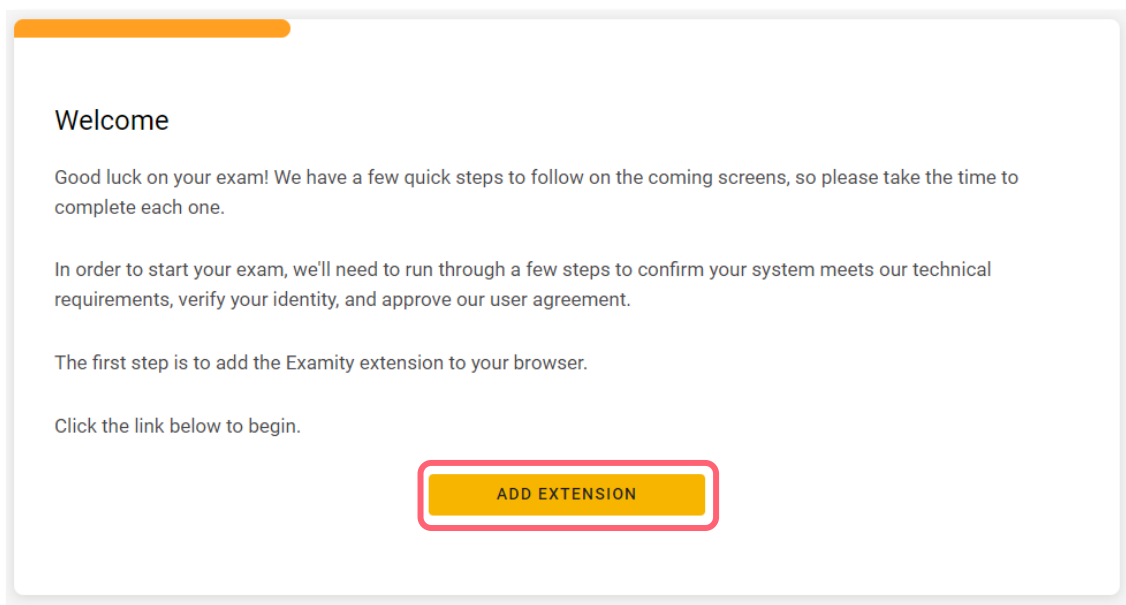 Welcome
Good luck on your exam! We have a few quick steps to follow on the coming screens, so please take the time to
complete each one.
In order to start your exam, we'll need to run through a few steps to confirm your system meets our technical
requirements, verify your identity, and approve our user agreement.
The first step is to add the Examity extension to your browser.
Click the link below to begin.
ADD EXTENSION